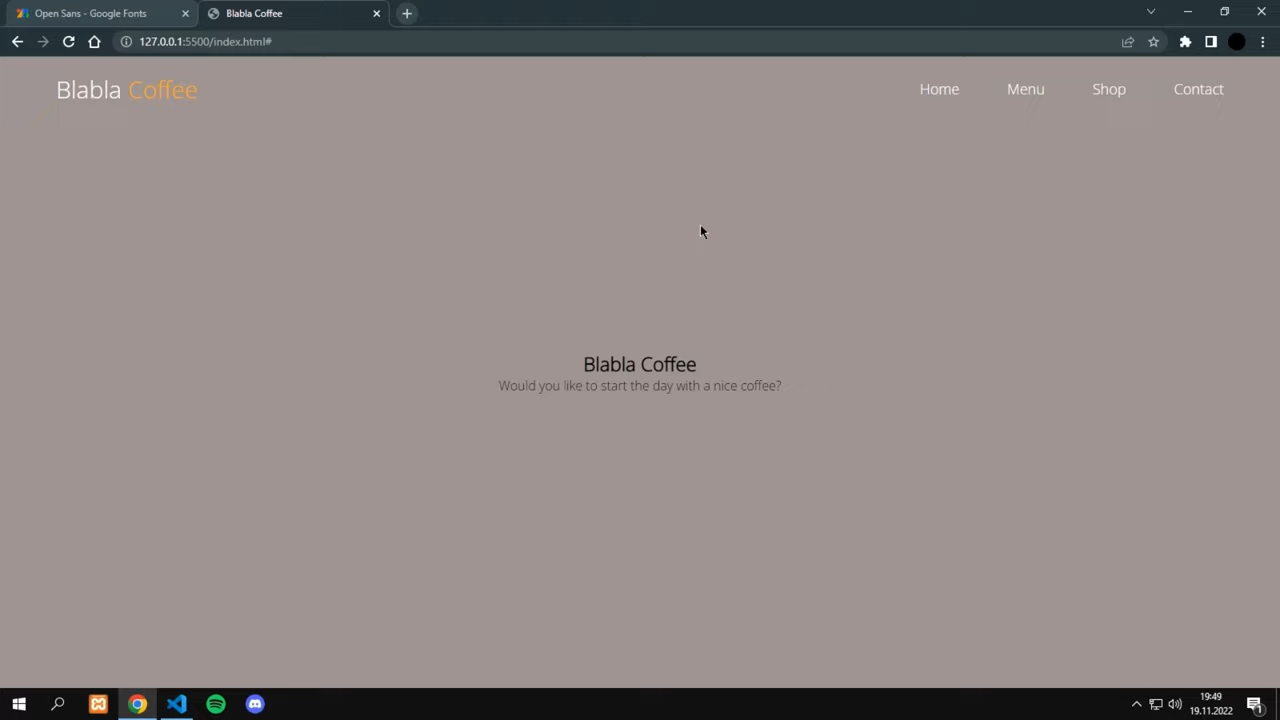 Open Sans - Google Fonts
Blabla Coffee
127.0.0.1:5500/index.html#
Blabla Coffee
Home
Menu
Shop
Contact
Blabla Coffee
Would you like to start the day with a nice coffee?
19:49
19.11.2022
1